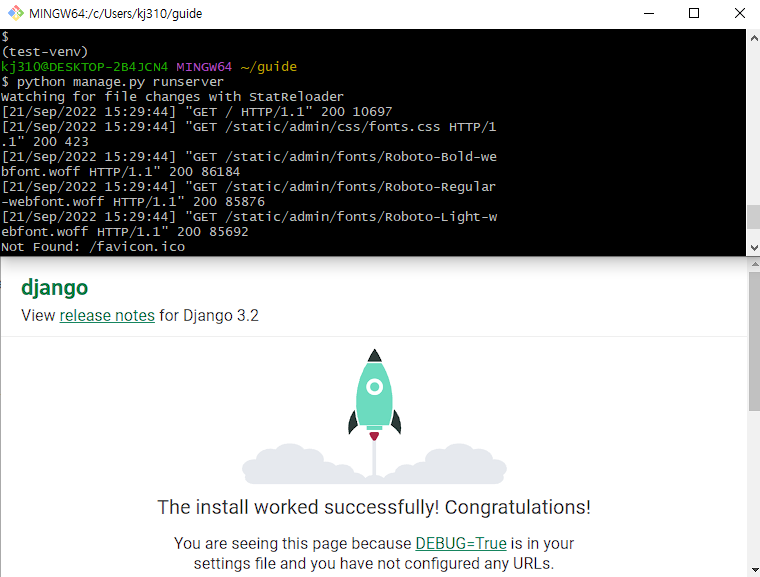 MINGW64:/c/Users/kj310/guide
$
(test-venv)
kj310@DESKTOP-2B4JCN4 MINGW64 ~/guide
$ python manage.py runserver
Watching for file changes with StatReloader
[21/Sep/2022 15:29:44] "GET / HTTP/1.1" 200 10697
[21/Sep/2022 15:29:44] "GET /static/admin/css/fonts.css HTTP/1
.1" 200 423
[21/Sep/2022 15:29:44] "GET /static/admin/fonts/Roboto-Bold-we
bfont.woff HTTP/1.1" 200 86184
[21/Sep/2022 15:29:44] "GET /static/admin/fonts/Roboto-Regular
-webfont.woff HTTP/1.1" 200 85876
[21/Sep/2022 15:29:44] "GET /static/admin/fonts/Roboto-Light-w
ebfont.woff HTTP/1.1" 200 85692
Not Found: /favicon.ico
django
View release notes for Django 3.2
The install worked successfully! Congratulations!
You are seeing this page because DEBUG=True is in your
settings file and you have not configured any URLs.